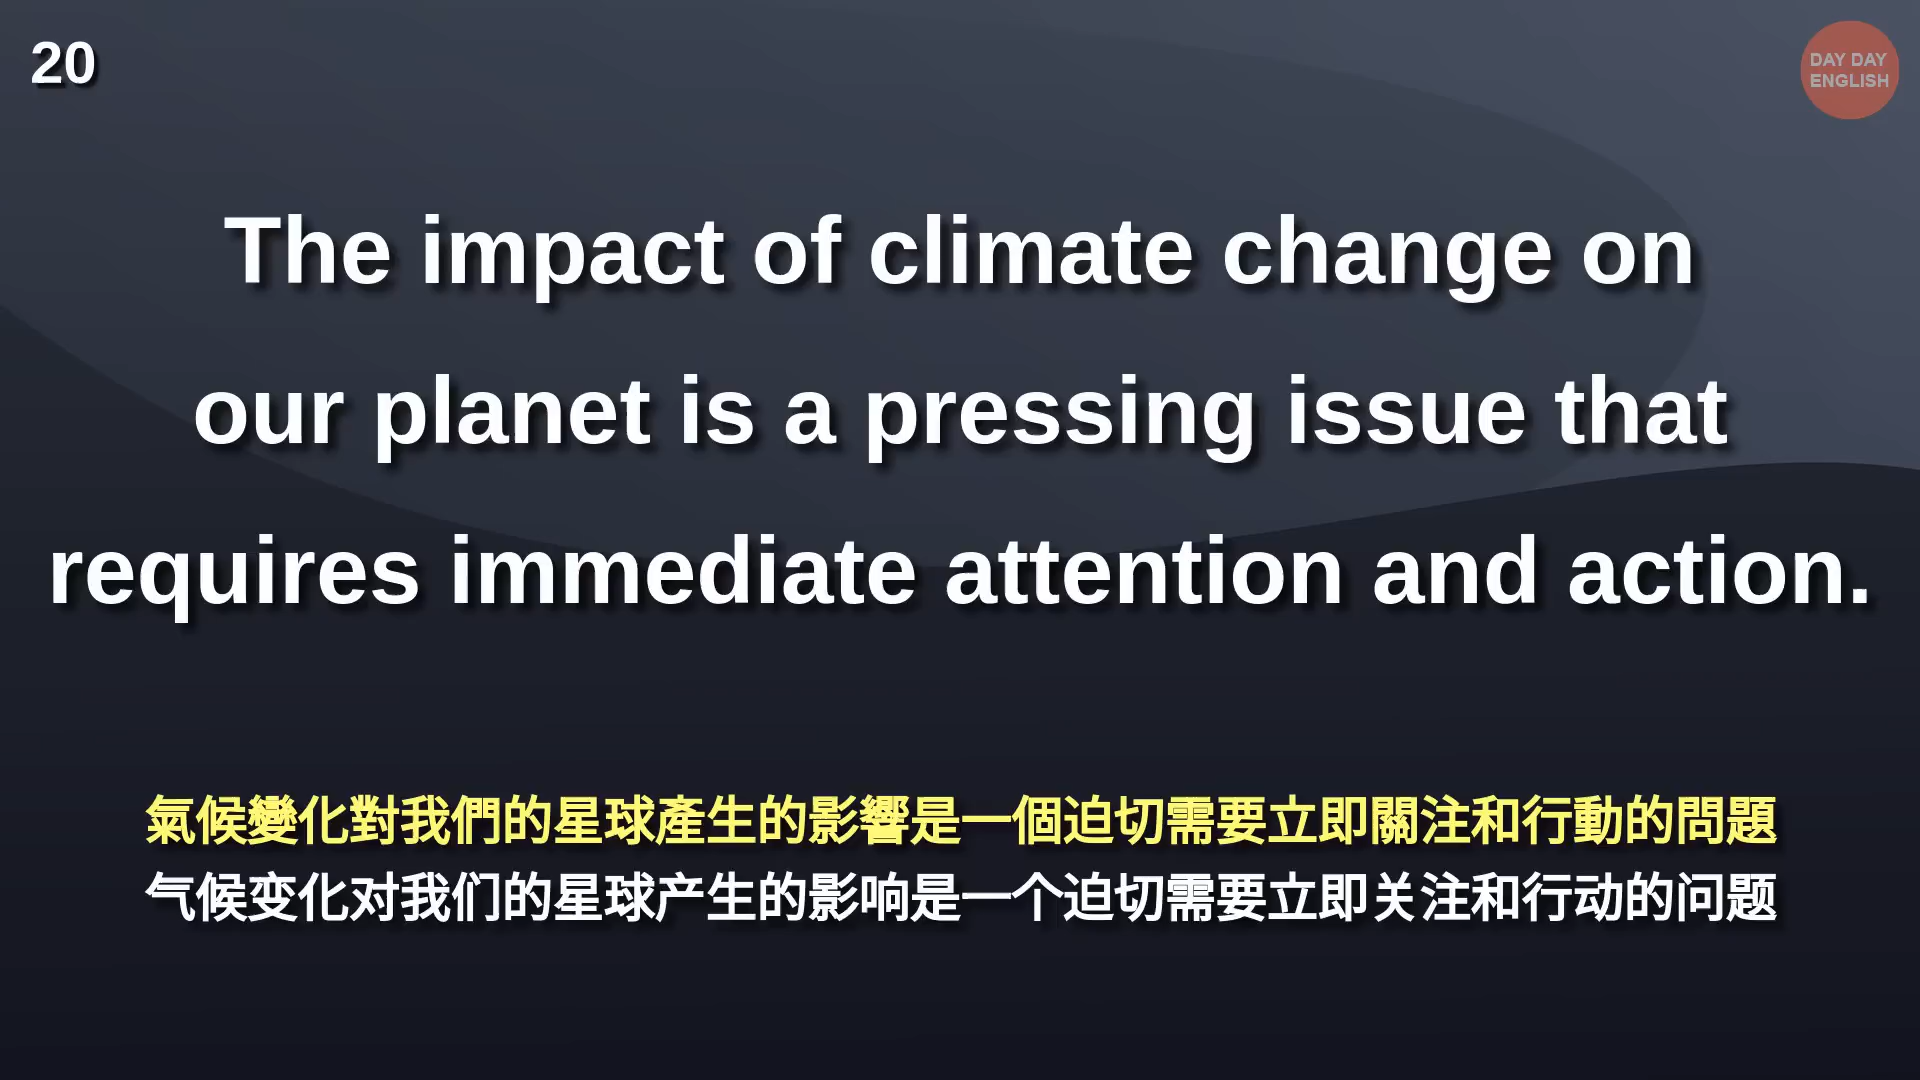 20
DAY DAY
ENGLISH
The impact of climate change on
our planet is a pressing issue that
requires immediate attention and action.
氣候變化對我們的星球產生的影響是一個迫切需要立即關注和行動的問題
气候变化对我们的星球产生的影响是一个迫切需要立即关注和行动的问题